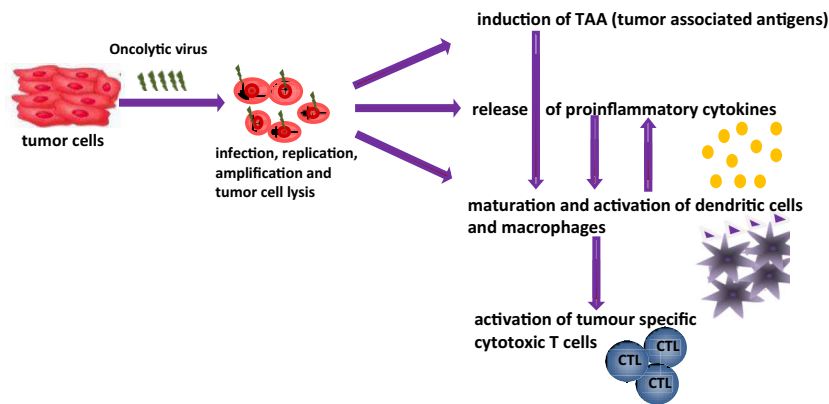 Oncolytic virus
tumor cells
infection, replication,
amplification and
tumor cell lysis
induction of TAA (tumor associated antigens)
release of proinflammatory cytokines
maturation and activation of dendritic cells
and macrophages
activation of tumour specific
cytotoxic T cells
CTL
CTL
CTL